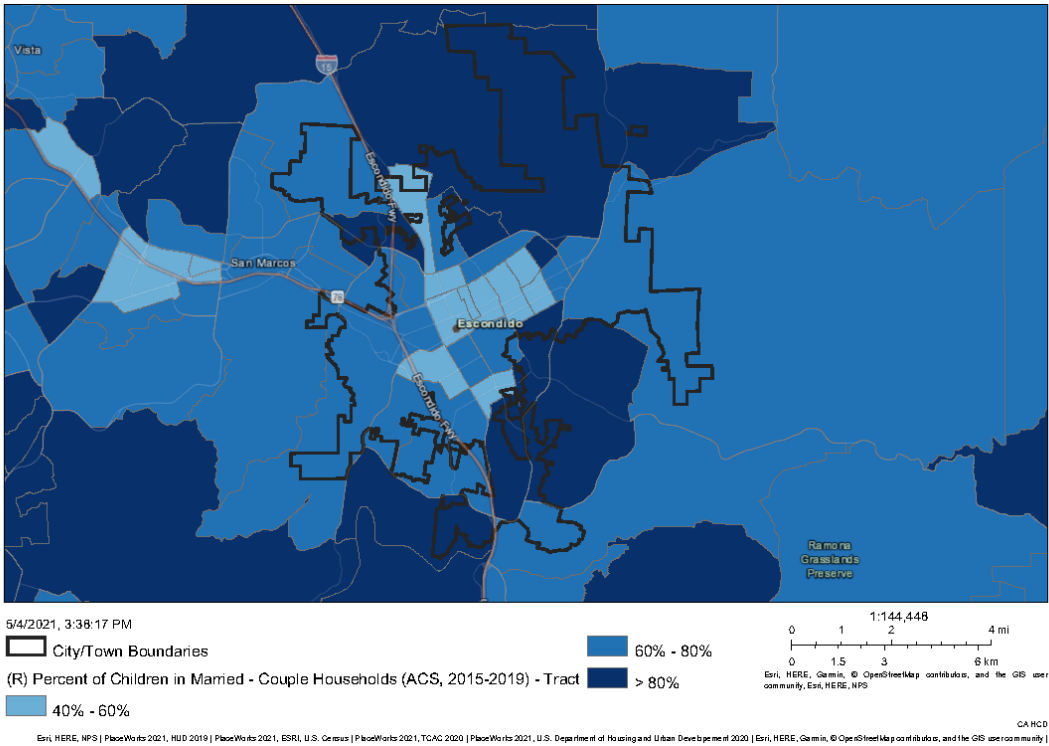 Vista
15
Escondido Fwy
San Marcos
78
Escondido
Escondido Fwy
Ramona
Grasslands
Preserve
5/4/2021, 3:36:17 PM
City/Town Boundaries
(R) Percent of Children in Married - Couple Households (ACS, 2015-2019) - Tract
40% - 60%
60% - 80%
> 80%
1:144,448
0 1 2 4 mi
0 1.5 3 6 km
Esri, HERE, Garmin, © OpenStreetMap contributors, and the GIS user
community, Esri, HERE, NPS
CA HCD
Esri, HERE, NPS | PlaceWorks 2021, HUD 2019 | PlaceWorks 2021, ESRI, U.S. Census | PlaceWorks 2021, TCAC 2020 | PlaceWorks 2021, U.S. Department of Housing and Urban Development 2020 | Esri, HERE, Garmin, © OpenStreetMap contributors, and the GIS user community |